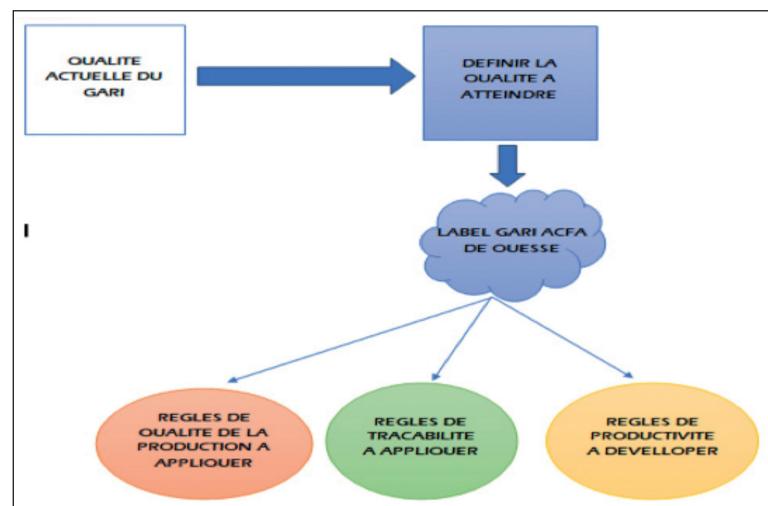 QUALITE
ACTUELLE DU
GARI
DEFINIR LA
QUALITE A
ATTEINDRE
LABEL GARI ACFA
DE OUESSE
REGLES DE
QUALITE DE LA
PRODUCTION A
APPLIQUER
REGLES DE
TRACABILITE
A APPLIQUER
REGLES DE
PRODUCTIVITE
A DEVELLOPER